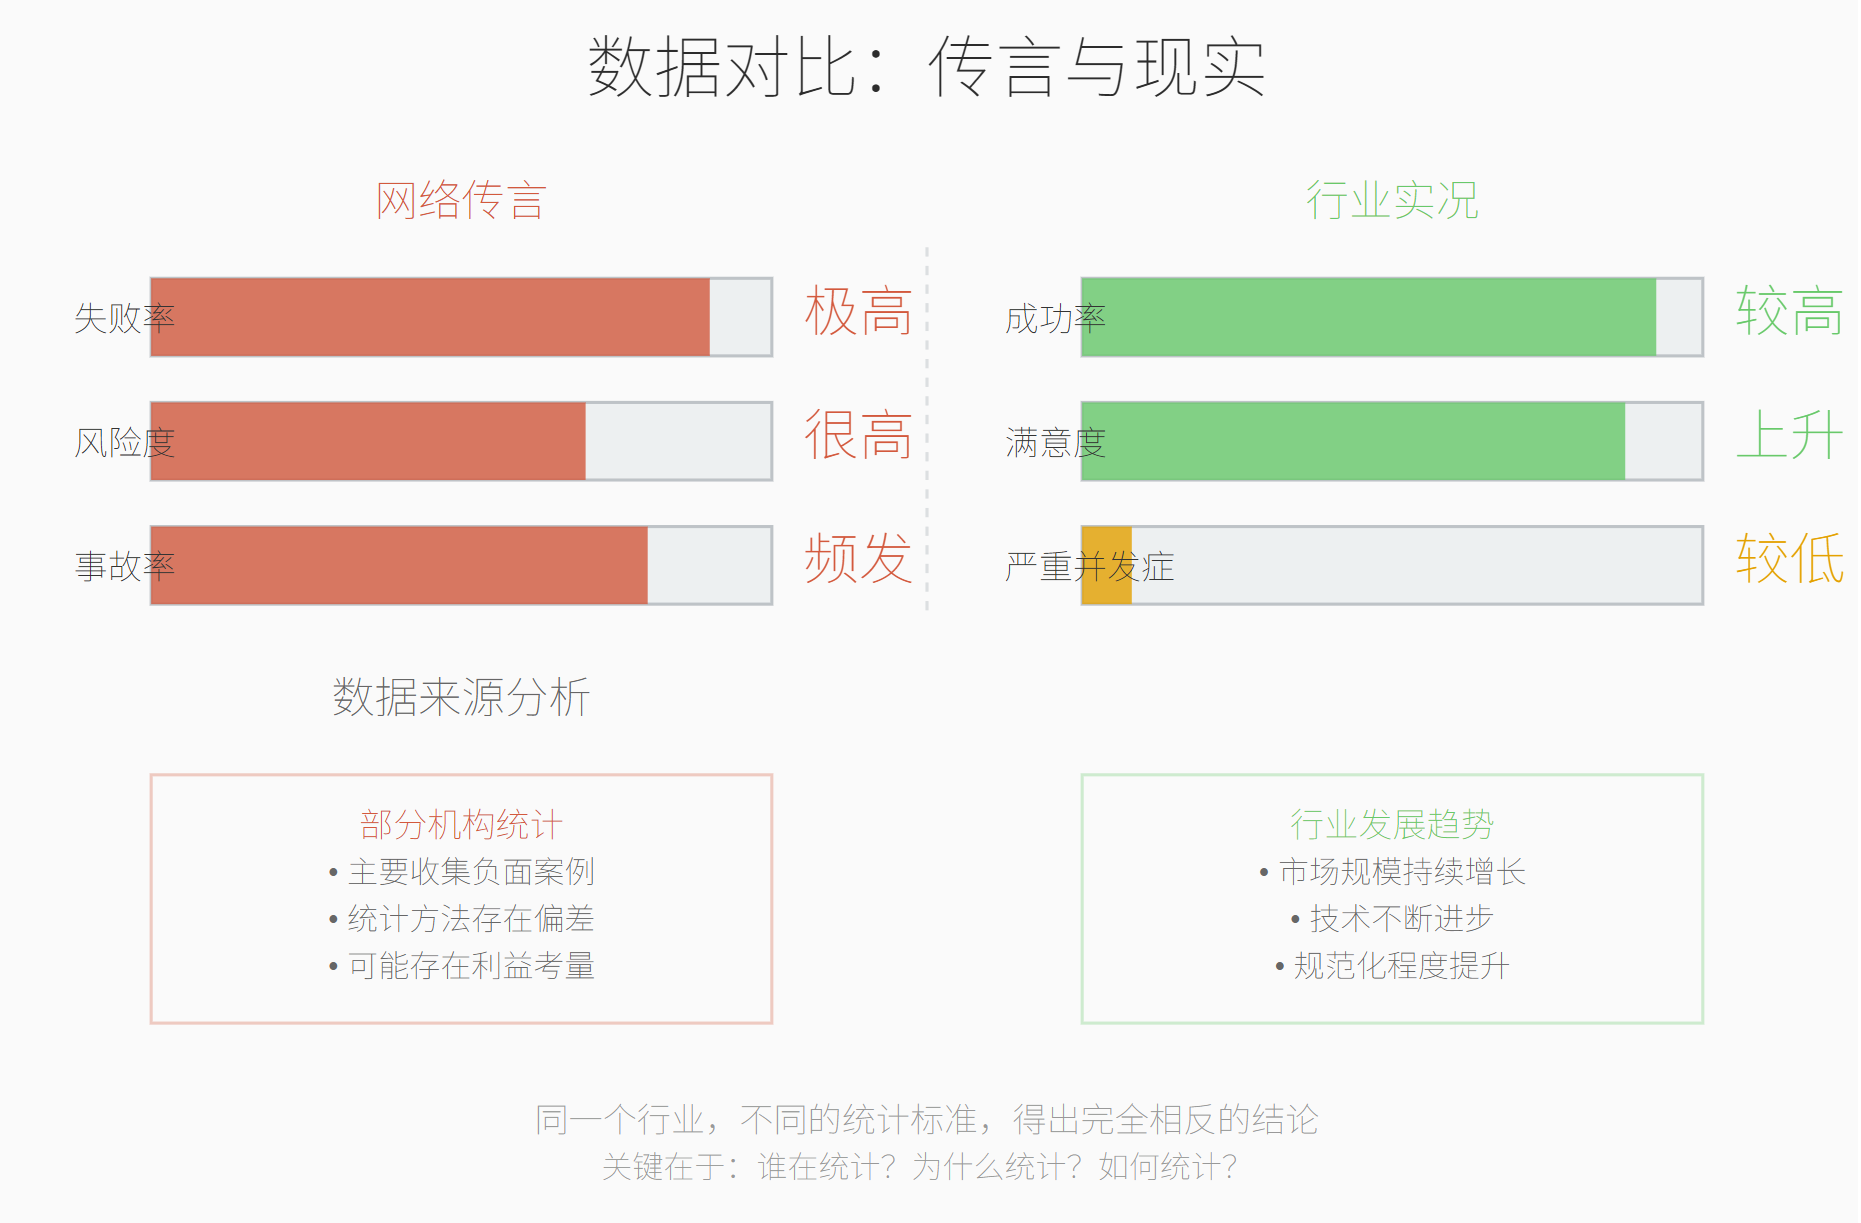 数据对比：传言与现实
网络传言
失败率
极高
风险度
很高
事故率
频发
行业实况
成功率
较高
满意度
上升
严重并发症
较低
数据来源分析
部分机构统计
• 主要收集负面案例
• 统计方法存在偏差
• 可能存在利益考量
行业发展趋势
• 市场规模持续增长
• 技术不断进步
• 规范化程度提升
同一个行业，不同的统计标准，得出完全相反的结论
关键在于：谁在统计？为什么统计？如何统计？